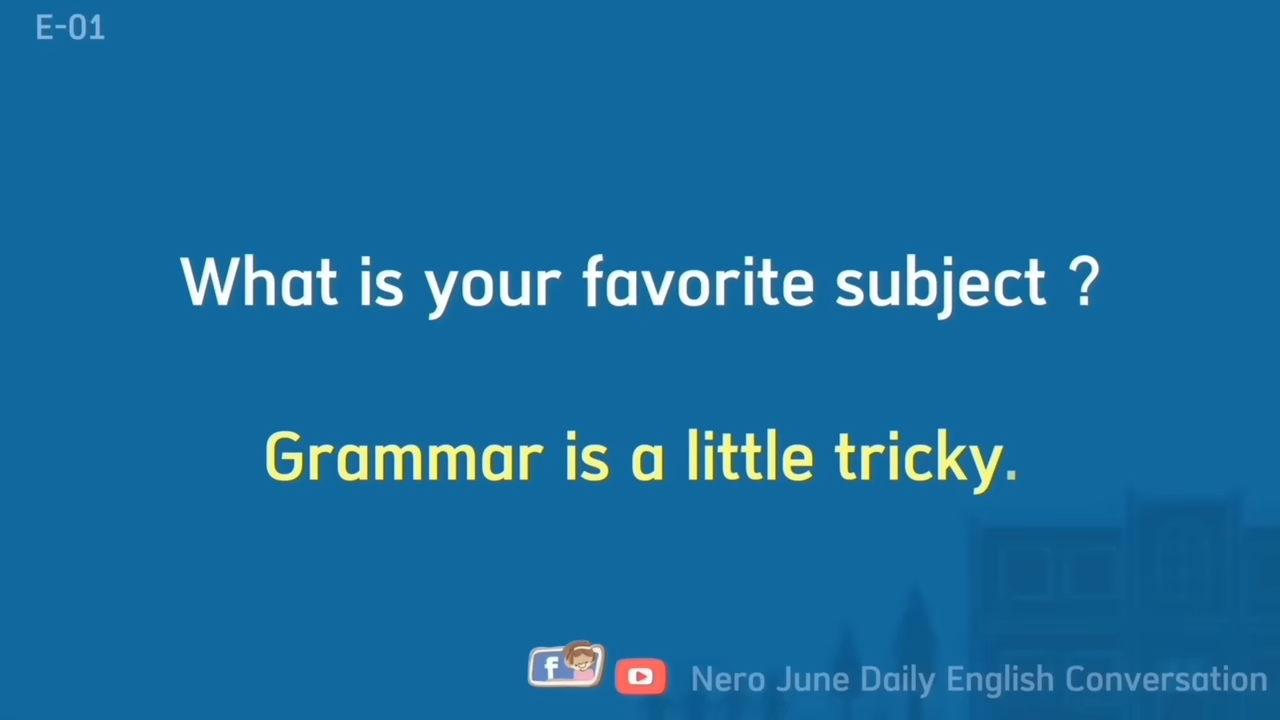 E-01
What is your favorite subject ?
Grammar is a little tricky.
f
Nero June Daily English Conversation